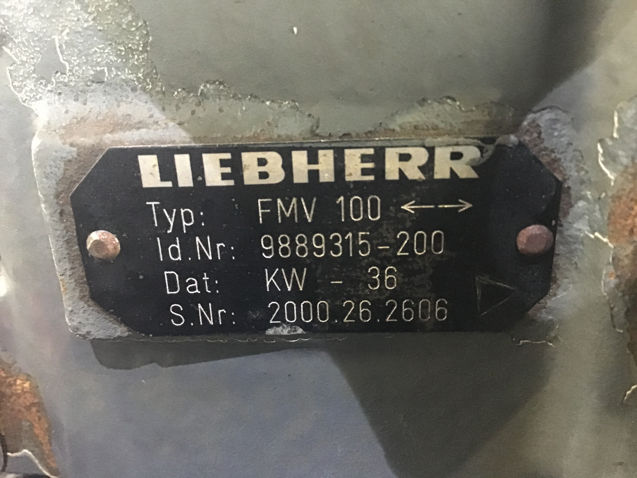 LIEBHERR
Typ: FMV 100 ←→
Id.Nr: 9889315-200
Dat: KW - 36
S.Nr: 2000.26.2606